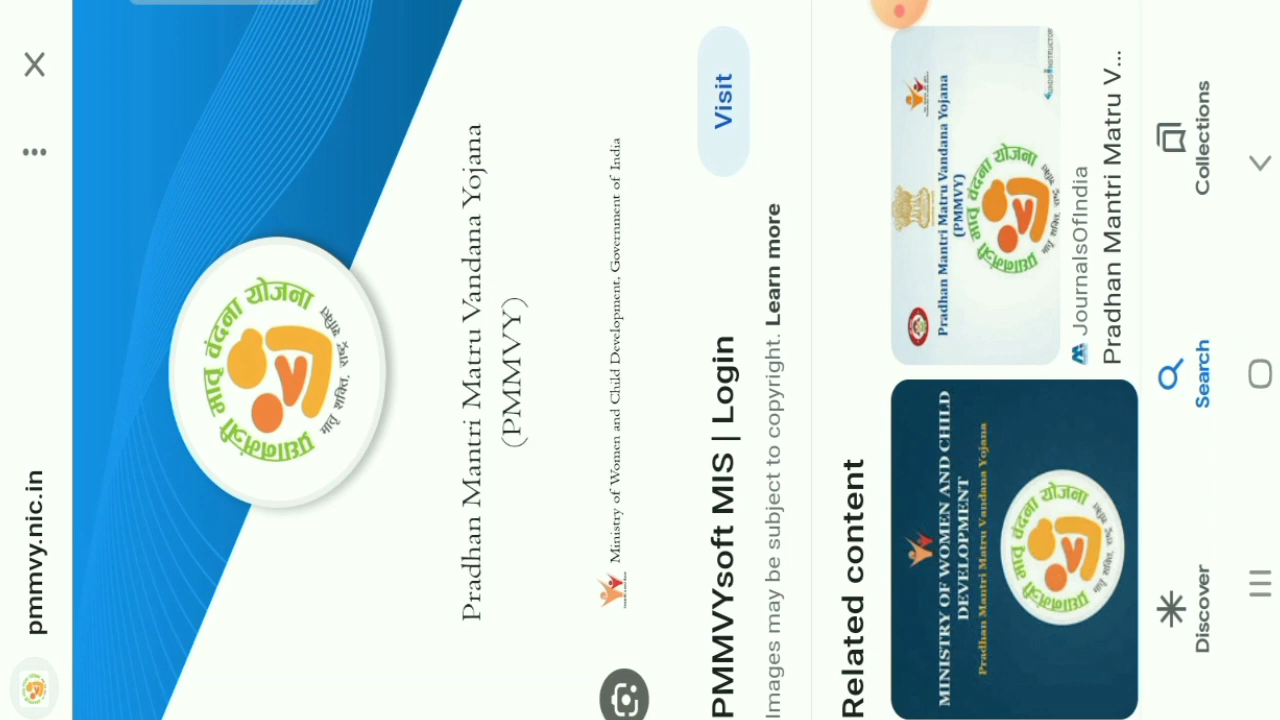 pmmvy.nic.in
प्रधानमंत्री मातृ वंदना योजना
Pradhan Mantri Matru Vandana Yojana
(PMMVY)
Ministry of Women and Child Development, Government of India
PMMVYsoft MIS | Login
Visit
Images may be subject to copyright. Learn more
Related content
MINISTRY OF WOMEN AND CHILD
DEVELOPMENT
Pradhan Mantri Matru Vandana Yojana
प्रधानमंत्री मातृ वंदना योजना
Pradhan Mantri Matru Vandana Yojana
(PMMVY)
प्रधानमंत्री मातृ वंदना योजना
JournalsOfIndia
Pradhan Mantri Matru V...
Discover
Search
Collections